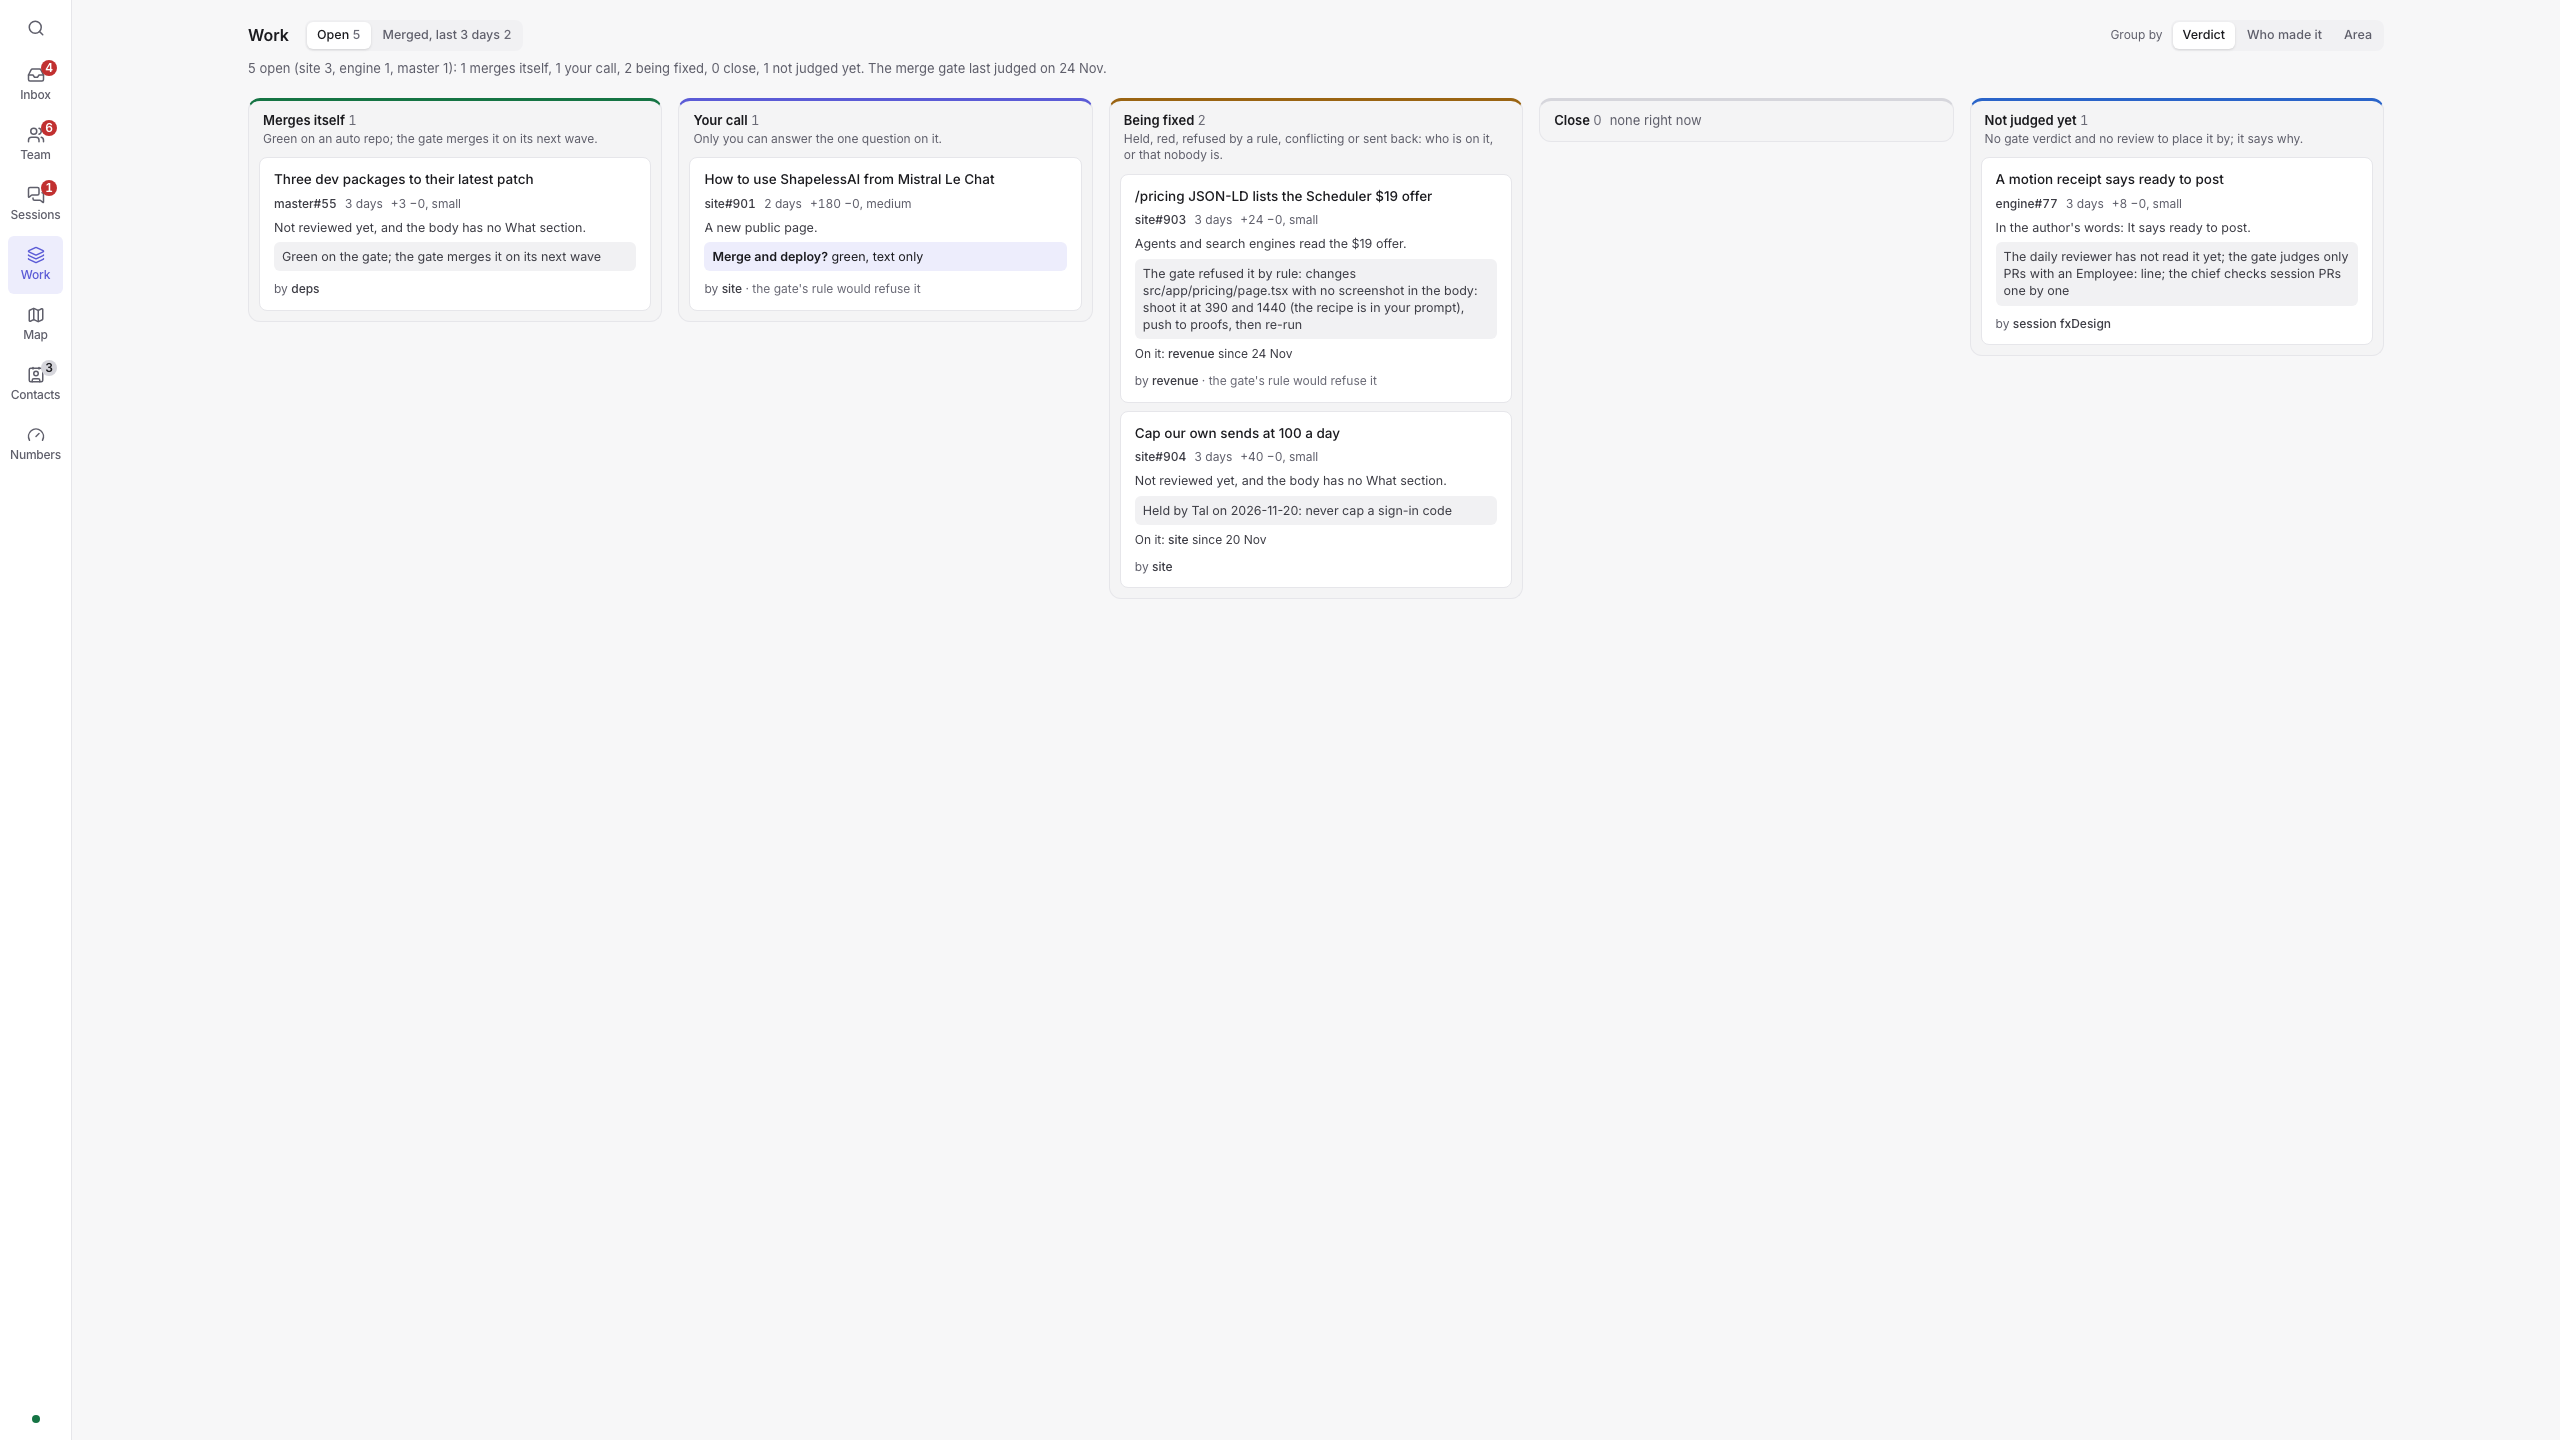 4
Inbox
6
Team
1
Sessions
Work
Map
3
Contacts
Numbers
Work
Open 5
Merged, last 3 days 2
Group by
Verdict
Who made it
Area
5 open (site 3, engine 1, master 1): 1 merges itself, 1 your call, 2 being fixed, 0 close, 1 not judged yet. The merge gate last judged on 24 Nov.
Merges itself 1
Green on an auto repo; the gate merges it on its next wave.
Three dev packages to their latest patch
master#55 3 days +3 −0, small
Not reviewed yet, and the body has no What section.
Green on the gate; the gate merges it on its next wave
by deps
Your call 1
Only you can answer the one question on it.
How to use ShapelessAI from Mistral Le Chat
site#901 2 days +180 −0, medium
A new public page.
Merge and deploy? green, text only
by site · the gate's rule would refuse it
Being fixed 2
Held, red, refused by a rule, conflicting or sent back: who is on it,
or that nobody is.
/pricing JSON-LD lists the Scheduler $19 offer
site#903 3 days +24 −0, small
Agents and search engines read the $19 offer.
The gate refused it by rule: changes
src/app/pricing/page.tsx with no screenshot in the body:
shoot it at 390 and 1440 (the recipe is in your prompt),
push to proofs, then re-run
On it: revenue since 24 Nov
by revenue · the gate's rule would refuse it
Cap our own sends at 100 a day
site#904 3 days +40 −0, small
Not reviewed yet, and the body has no What section.
Held by Tal on 2026-11-20: never cap a sign-in code
On it: site since 20 Nov
by site
Close 0 none right now
Not judged yet 1
No gate verdict and no review to place it by; it says why.
A motion receipt says ready to post
engine#77 3 days +8 −0, small
In the author's words: It says ready to post.
The daily reviewer has not read it yet; the gate judges only
PRs with an Employee: line; the chief checks session PRs
one by one
by session fxDesign